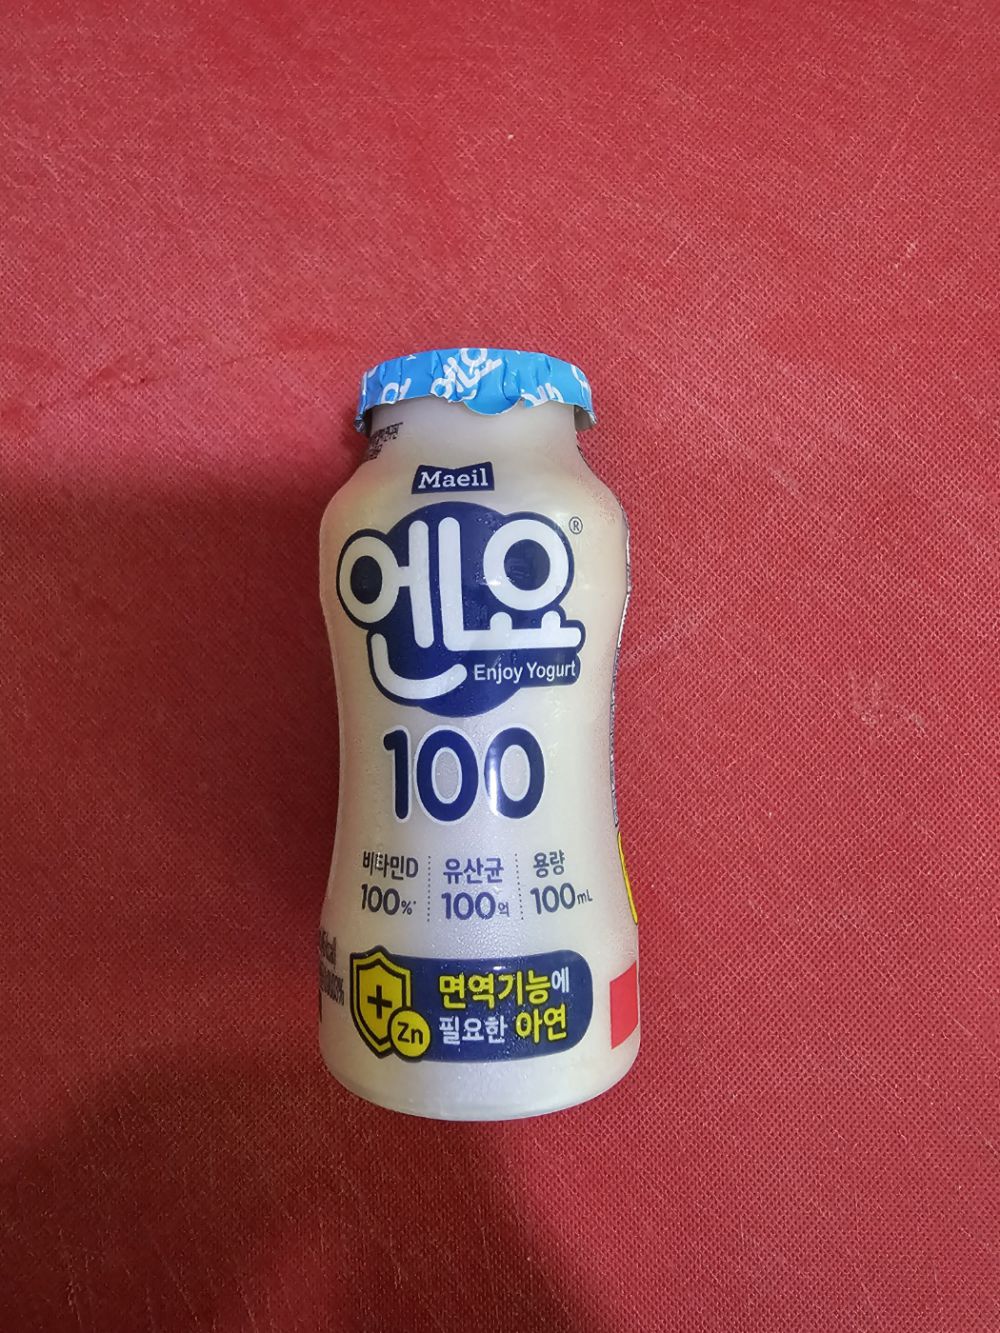 엔요
Maeil
엔요®
Enjoy Yogurt
100
비타민D 유산균 용량
100%* 100억 100mL
면역기능에
필요한 아연
Zn